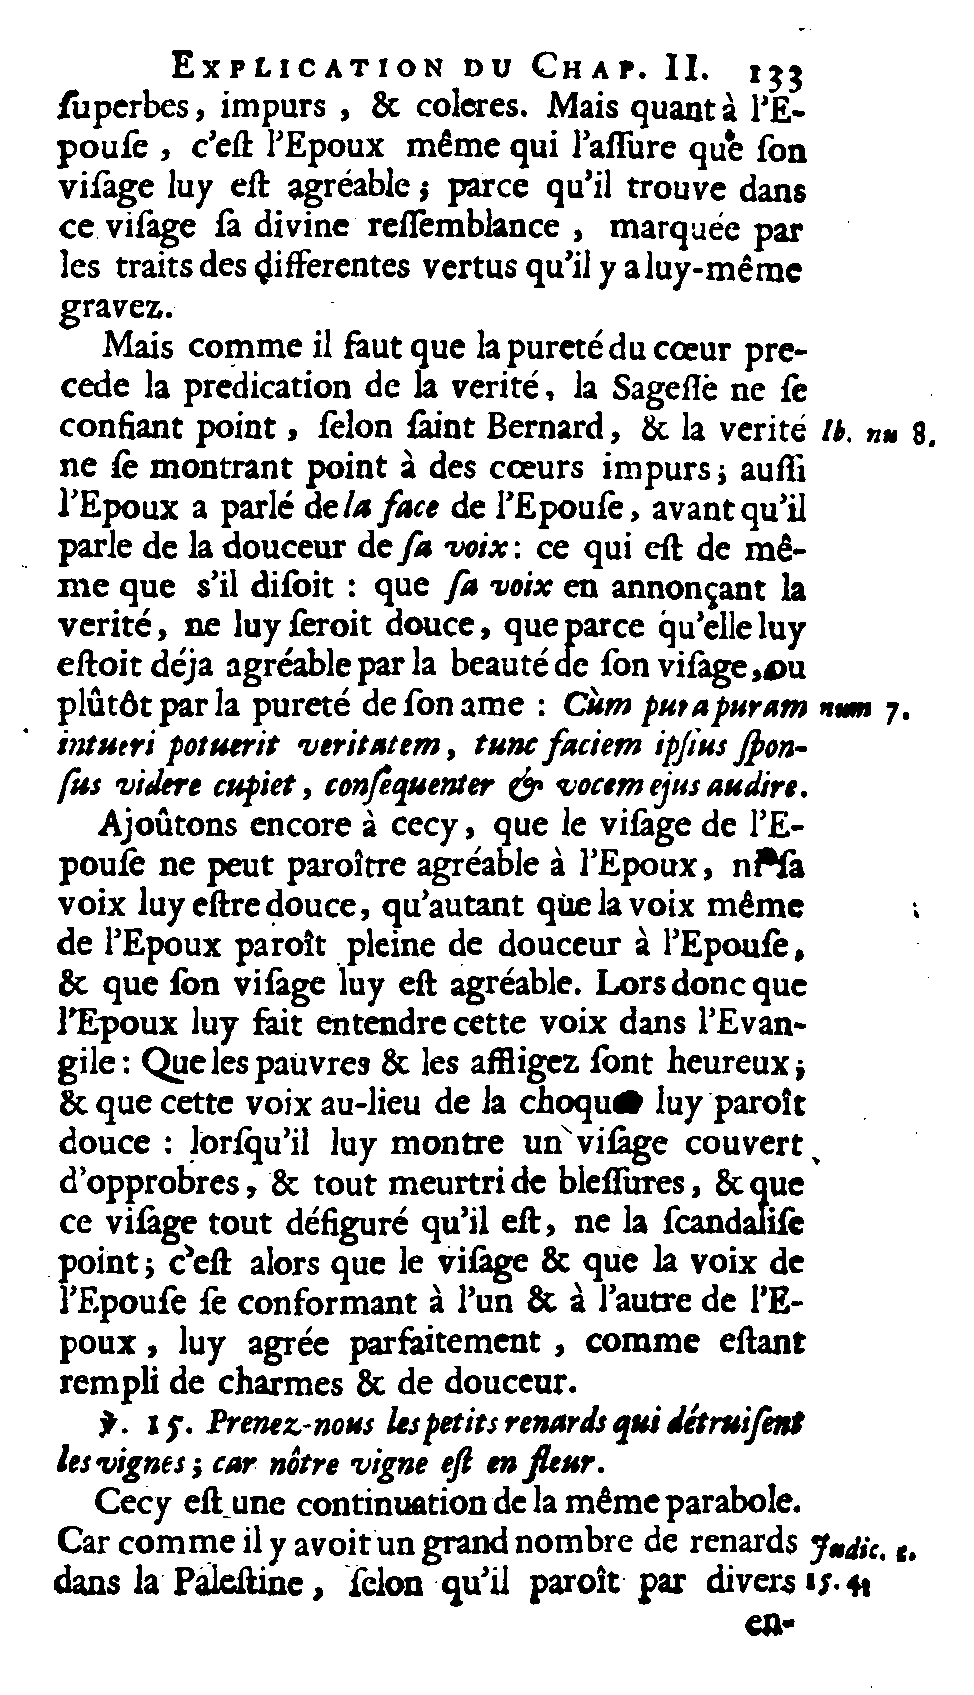 EXPLICATION DU CHAP. II. 133
ſuperbes, impurs, & coleres. Mais quant à l'E-
pouſe, c'eſt l'Epoux même qui l'aſſure que ſon
viſage luy eſt agréable; parce qu'il trouve dans
ce viſage ſa divine reſſemblance, marquée par
les traits des differentes vertus qu'il y a luy-même
gravez.
Mais comme il faut que la pureté du cœur pre-
cede la predication de la verité, la Sageſſe ne ſe
confiant point, ſelon ſaint Bernard, & la verité Ib. nu 8.
ne ſe montrant point à des cœurs impurs; auſſi
l'Epoux a parlé de la face de l'Epouſe, avant qu'il
parle de la douceur de ſa voix: ce qui eſt de mê-
me que s'il diſoit: que ſa voix en annonçant la
verité, ne luy ſeroit douce, que parce qu'elle luy
eſtoit déja agréable par la beauté de ſon viſage, ou
plûtôt par la pureté de ſon ame: Cùm pura puram num 7.
intueri potuerit veritatem, tunc faciem ipſius ſpon-
ſus videre cupiet, conſequenter & vocem ejus audire.
Ajoûtons encore à cecy, que le viſage de l'E-
pouſe ne peut paroître agréable à l'Epoux, ni ſa
voix luy eſtre douce, qu'autant que la voix même
de l'Epoux paroît pleine de douceur à l'Epouſe,
& que ſon viſage luy eſt agréable. Lors donc que
l'Epoux luy fait entendre cette voix dans l'Evan-
gile: Que les pauvres & les affligez ſont heureux;
& que cette voix au-lieu de la choquer luy paroît
douce: lorſqu'il luy montre un viſage couvert
d'opprobres, & tout meurtri de bleſſures, & que
ce viſage tout défiguré qu'il eſt, ne la ſcandaliſe
point; c'eſt alors que le viſage & que la voix de
l'Epouſe ſe conformant à l'un & à l'autre de l'E-
poux, luy agrée parfaitement, comme eſtant
rempli de charmes & de douceur.
℣. 15. Prenez-nous les petits renards qui détruiſent
les vignes; car nôtre vigne eſt en fleur.
Cecy eſt une continuation de la même parabole.
Car comme il y avoit un grand nombre de renards Judic. c.
dans la Paleſtine, ſelon qu'il paroît par divers 15. 4.
en-